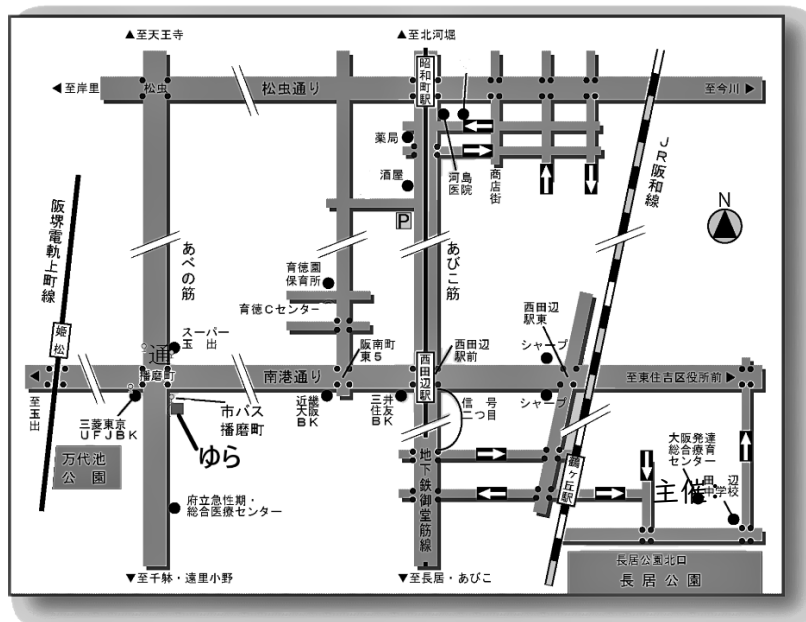 ▲至天王寺
▲至北河堀
◀至岸里
松虫
松虫通り
昭和町駅
至今川▶
薬局
酒屋
河島
医院
商店街
JR阪和線
N
P
阪堺電軌上町線
あべの筋
あびこ筋
育徳園
保育所
育徳Cセンター
姫松
スーパー
玉出
通
播磨町
南港通り
阪南町
東5
西田辺駅
西田辺
駅前
西田辺
駅東
シャープ
シャープ
至東住吉区役所前▶
◀
至玉出
三菱東京
UFJBK
市バス
播磨町
ゆら
近畿
大阪
BK
三井
住友
BK
信号
二つ目
万代池
公園
地下鉄御堂筋線
鶴ヶ丘駅
大阪発達
総合療育
センター
田辺
中学校
主催
府立急性期・
総合医療センター
長居公園北口
長居公園
▼至千躰・遠里小野
▼至長居・あびこ